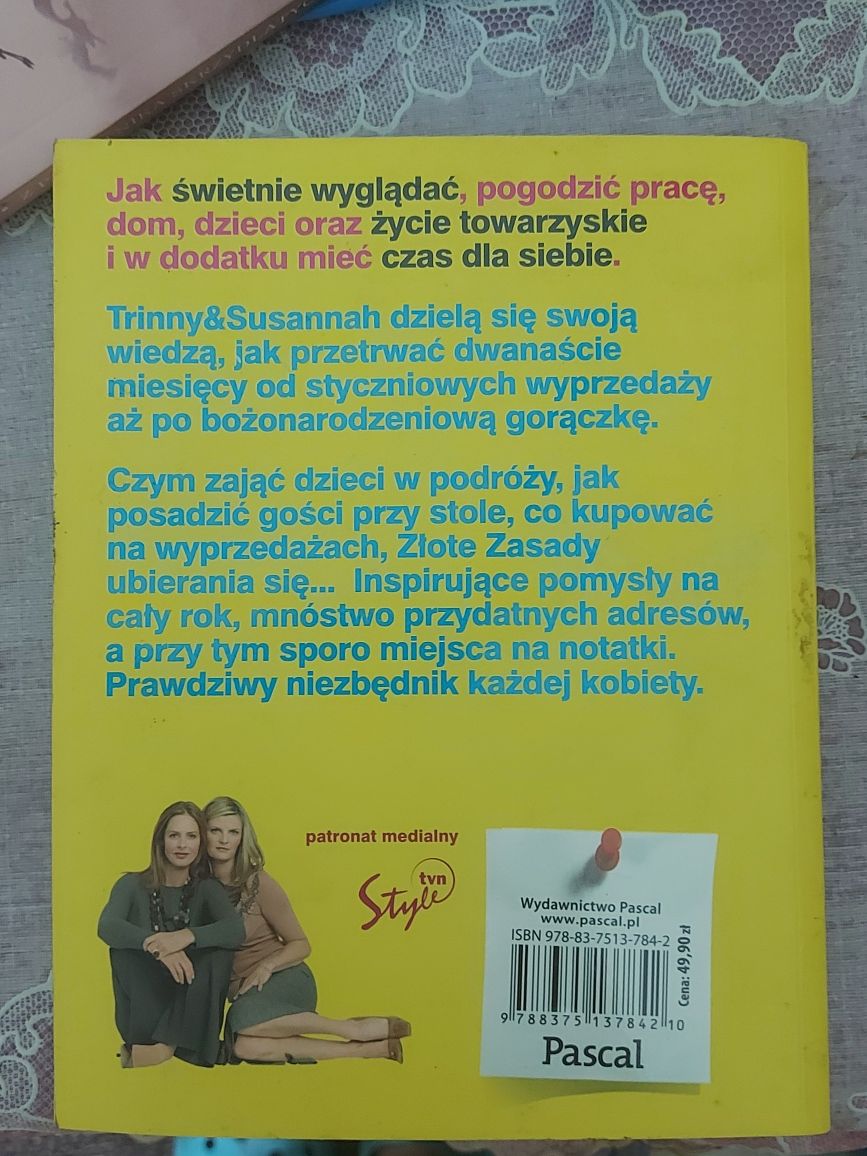 Jak świetnie wyglądać, pogodzić pracę,
dom, dzieci oraz życie towarzyskie
i w dodatku mieć czas dla siebie.
Trinny&Susannah dzielą się swoją
wiedzą, jak przetrwać dwanaście
miesięcy od styczniowych wyprzedaży
aż po bożonarodzeniową gorączkę.
Czym zająć dzieci w podróży, jak
posadzić gości przy stole, co kupować
na wyprzedażach, Złote Zasady
ubierania się... Inspirujące pomysły na
cały rok, mnóstwo przydatnych adresów,
a przy tym sporo miejsca na notatki.
Prawdziwy niezbędnik każdej kobiety.
patronat medialny
tvn
Style
Wydawnictwo Pascal
www.pascal.pl
ISBN 978-83-7513-784-2
Cena: 49,90 zł
9 788375 137842 10
Pascal